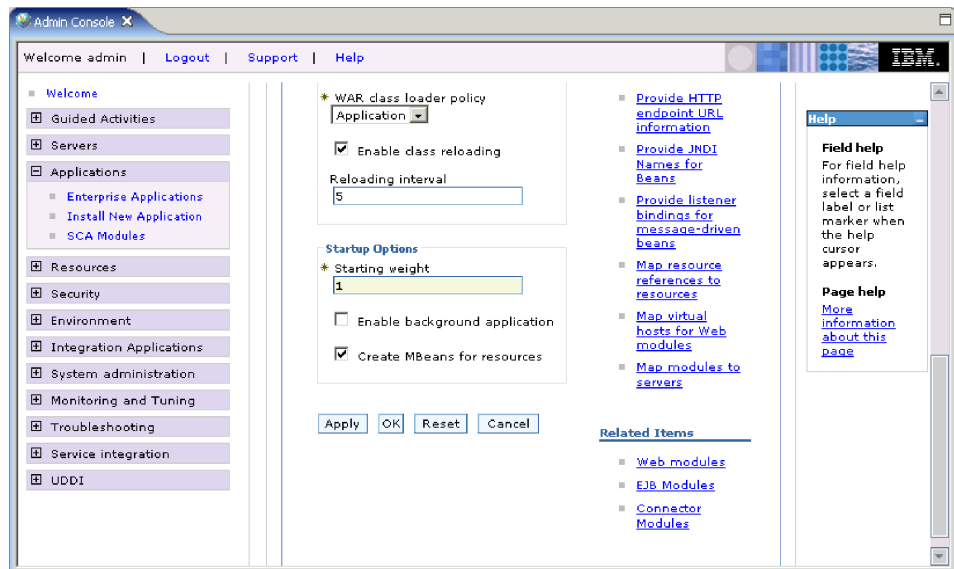 Admin Console
Welcome admin | Logout | Support | Help
IBM.
Welcome
Guided Activities
Servers
Applications
Enterprise Applications
Install New Application
SCA Modules
Resources
Security
Environment
Integration Applications
System administration
Monitoring and Tuning
Troubleshooting
Service integration
UDDI
* WAR class loader policy
Application
Enable class reloading
Reloading interval
5
Startup Options
* Starting weight
1
Enable background application
Create MBeans for resources
Apply OK Reset Cancel
Provide HTTP
endpoint URL
information
Provide JNDI
Names for
Beans
Provide listener
bindings for
message-driven
beans
Map resource
references to
resources
Map virtual
hosts for Web
modules
Map modules to
servers
Related Items
Web modules
EJB Modules
Connector
Modules
Help
Field help
For field help
information,
select a field
label or list
marker when
the help
cursor
appears.
Page help
More
information
about this
page